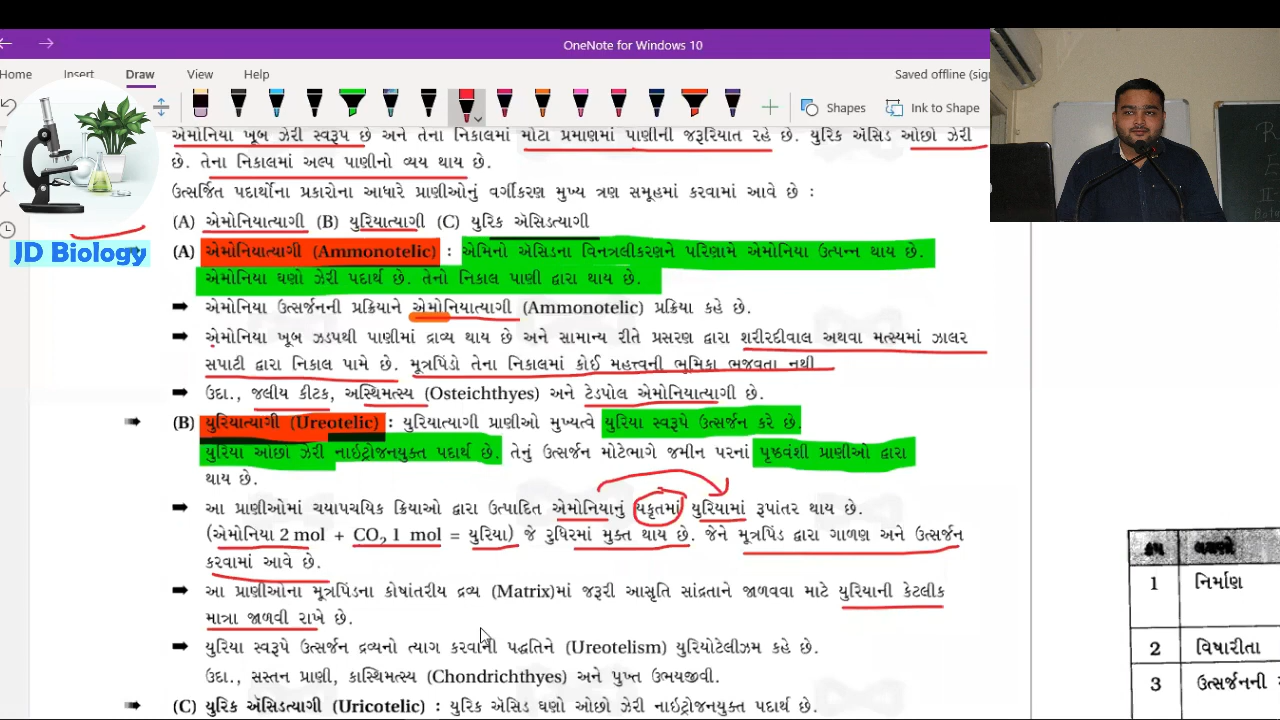 OneNote for Windows 10
Home Insert Draw View Help
Saved offline
Shapes Ink to Shape
એમોનિયા ખૂબ ઝેરી સ્વરૂપ છે અને તેના નિકાલમાં મોટા પ્રમાણમાં પાણીની જરૂરિયાત રહે છે. યુરિક ઍસિડ ઓછો ઝેરી
છે. તેના નિકાલમાં અલ્પ પાણીનો વ્યય થાય છે.
ઉત્સર્જિત પદાર્થોના પ્રકારોના આધારે પ્રાણીઓનું વર્ગીકરણ મુખ્ય ત્રણ સમૂહમાં કરવામાં આવે છે :
(A) એમોનિયાત્યાગી (B) યુરિયાત્યાગી (C) યુરિક ઍસિડત્યાગી
JD Biology
(A) એમોનિયાત્યાગી (Ammonotelic) : એમિનો ઍસિડના વિનત્રલીકરણને પરિણામે એમોનિયા ઉત્પન્ન થાય છે.
એમોનિયા ઘણો ઝેરી પદાર્થ છે. તેનો નિકાલ પાણી દ્વારા થાય છે.
➡ એમોનિયા ઉત્સર્જનની પ્રક્રિયાને એમોનિયાત્યાગી (Ammonotelic) પ્રક્રિયા કહે છે.
➡ એમોનિયા ખૂબ ઝડપથી પાણીમાં દ્રાવ્ય થાય છે અને સામાન્ય રીતે પ્રસરણ દ્વારા શરીરદીવાલ અથવા મત્સ્યમાં ઝાલર
સપાટી દ્વારા નિકાલ પામે છે. મૂત્રપિંડો તેના નિકાલમાં કોઈ મહત્ત્વની ભૂમિકા ભજવતા નથી
➡ ઉદા., જલીય કીટક, અસ્થિમત્સ્ય (Osteichthyes) અને ટેડપોલ એમોનિયાત્યાગી છે.
➡ (B) યુરિયાત્યાગી (Ureotelic) : યુરિયાત્યાગી પ્રાણીઓ મુખ્યત્વે યુરિયા સ્વરૂપે ઉત્સર્જન કરે છે.
યુરિયા ઓછો ઝેરી નાઇટ્રોજનયુક્ત પદાર્થ છે. તેનું ઉત્સર્જન મોટેભાગે જમીન પરનાં પૃષ્ઠવંશી પ્રાણીઓ દ્વારા
થાય છે.
➡ આ પ્રાણીઓમાં ચયાપચયિક ક્રિયાઓ દ્વારા ઉત્પાદિત એમોનિયાનું યકૃતમાં યુરિયામાં રૂપાંતર થાય છે.
(એમોનિયા 2 mol + CO₂ 1 mol = યુરિયા) જે રુધિરમાં મુક્ત થાય છે. જેને મૂત્રપિંડ દ્વારા ગાળણ અને ઉત્સર્જન
કરવામાં આવે છે.
➡ આ પ્રાણીઓના મૂત્રપિંડના કોષાંતરીય દ્રવ્ય (Matrix)માં જરૂરી આસૃતિ સાંદ્રતાને જાળવવા માટે યુરિયાની કેટલીક
માત્રા જાળવી રાખે છે.
➡ યુરિયા સ્વરૂપે ઉત્સર્જન દ્રવ્યનો ત્યાગ કરવાની પદ્ધતિને (Ureotelism) યુરિયોટેલીઝમ કહે છે.
ઉદા., સસ્તન પ્રાણી, કાસ્થિમત્સ્ય (Chondrichthyes) અને પુખ્ત ઉભયજીવી.
➡ (C) યુરિક ઍસિડત્યાગી (Uricotelic) : યુરિક ઍસિડ ઘણો ઓછો ઝેરી નાઇટ્રોજનયુક્ત પદાર્થ છે.
1 નિર્માણ
2 વિષારીતા
3 ઉત્સર્જનની